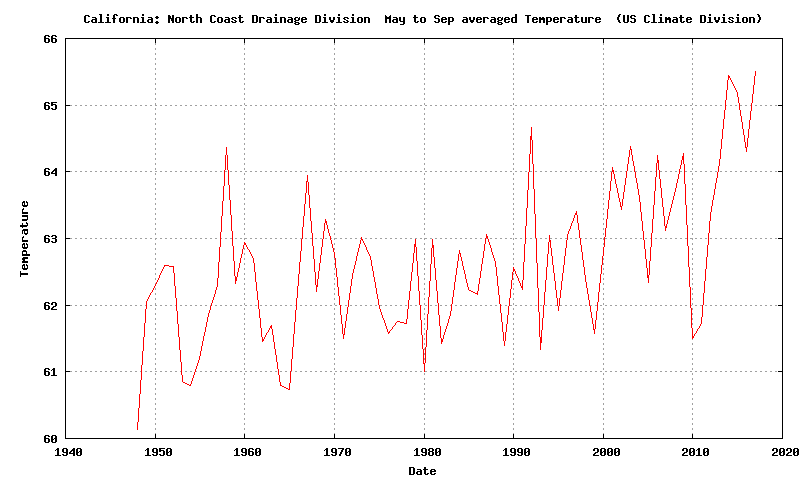 California: North Coast Drainage Division  May to Sep averaged Temperature  (US Climate Division)
66
65
64
63
62
61
60
Temperature
1940 1950 1960 1970 1980 1990 2000 2010 2020
Date